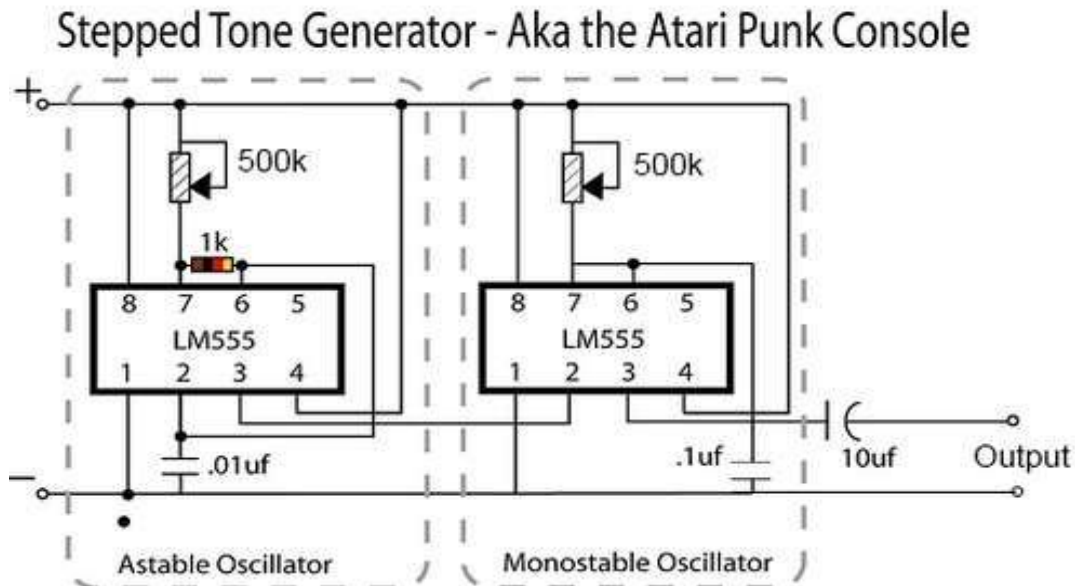 Stepped Tone Generator - Aka the Atari Punk Console
+
500k
500k
1k
8 7 6 5
8 7 6 5
LM555
LM555
1 2 3 4
1 2 3 4
.01uf
.1uf
10uf
Output
−
Astable Oscillator
Monostable Oscillator